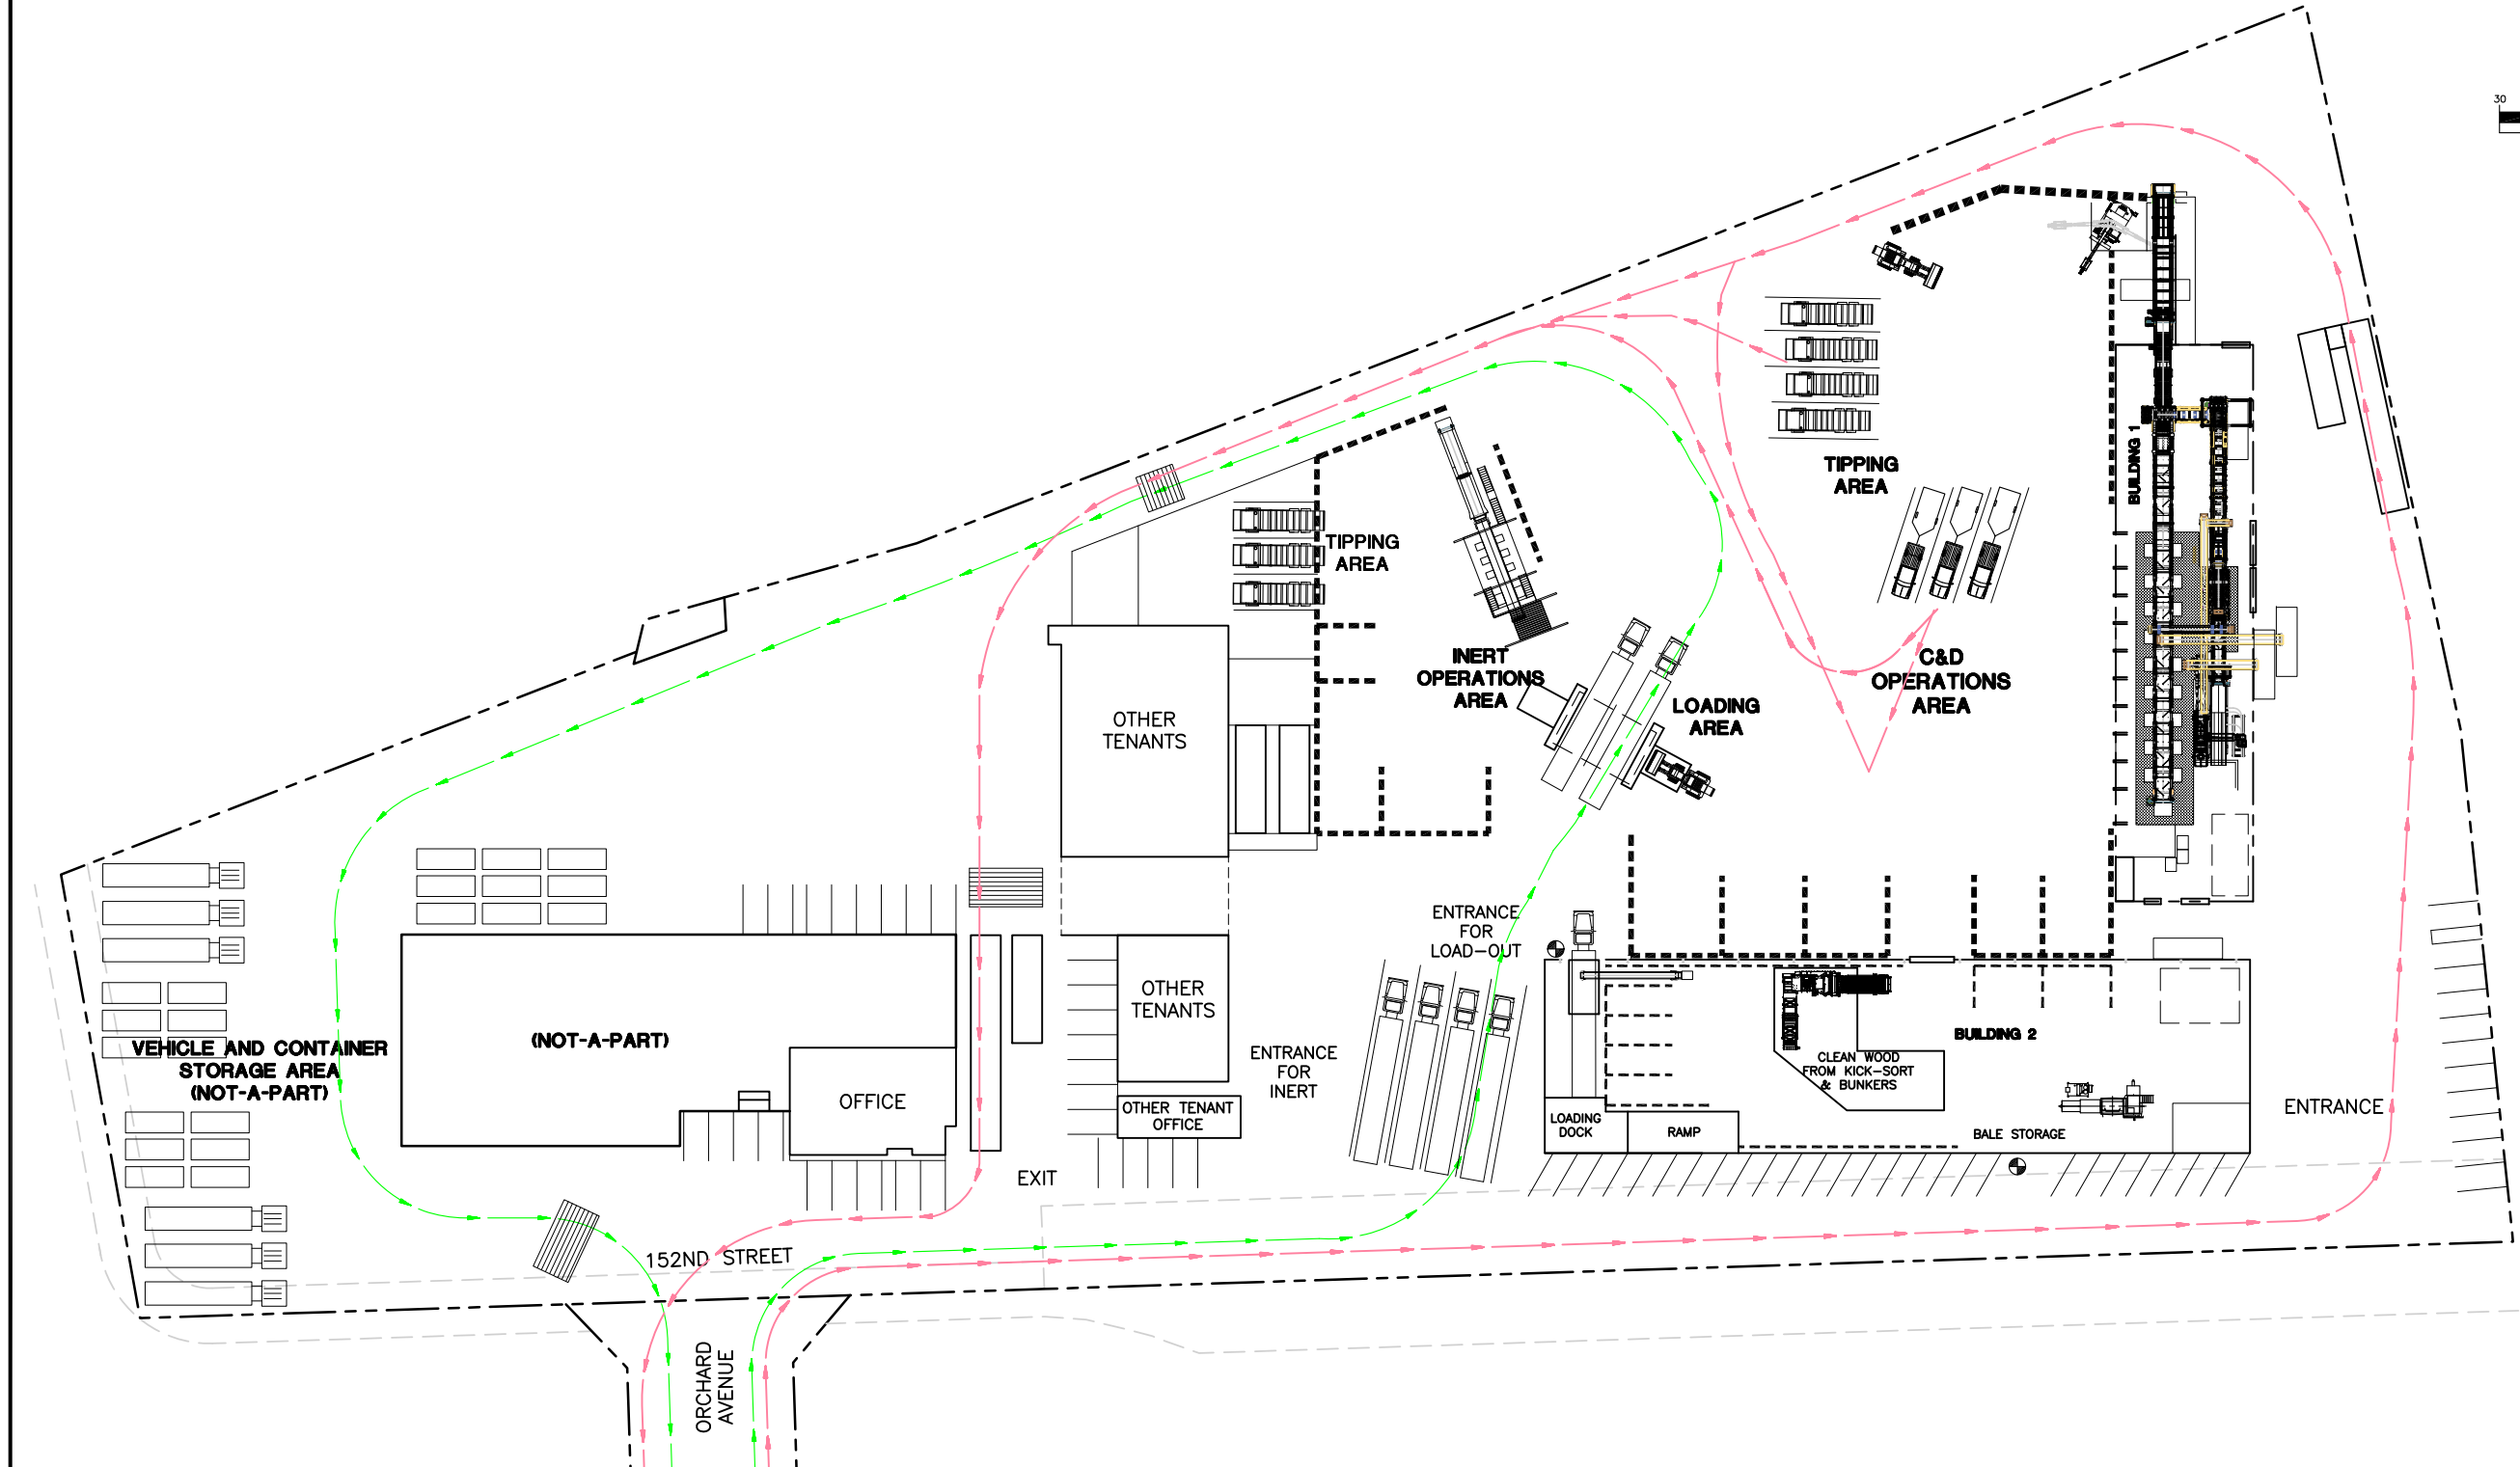 30
BUILDING 1
TIPPING
AREA
TIPPING
AREA
INERT
OPERATIONS
AREA
C&D
OPERATIONS
AREA
LOADING
AREA
OTHER
TENANTS
ENTRANCE
FOR
LOAD-OUT
OTHER
TENANTS
(NOT-A-PART)
BUILDING 2
VEHICLE AND CONTAINER
STORAGE AREA
(NOT-A-PART)
ENTRANCE
FOR
INERT
CLEAN WOOD
FROM KICK-SORT
& BUNKERS
OFFICE
OTHER TENANT
OFFICE
LOADING
DOCK
RAMP
BALE STORAGE
ENTRANCE
EXIT
152ND STREET
ORCHARD
AVENUE